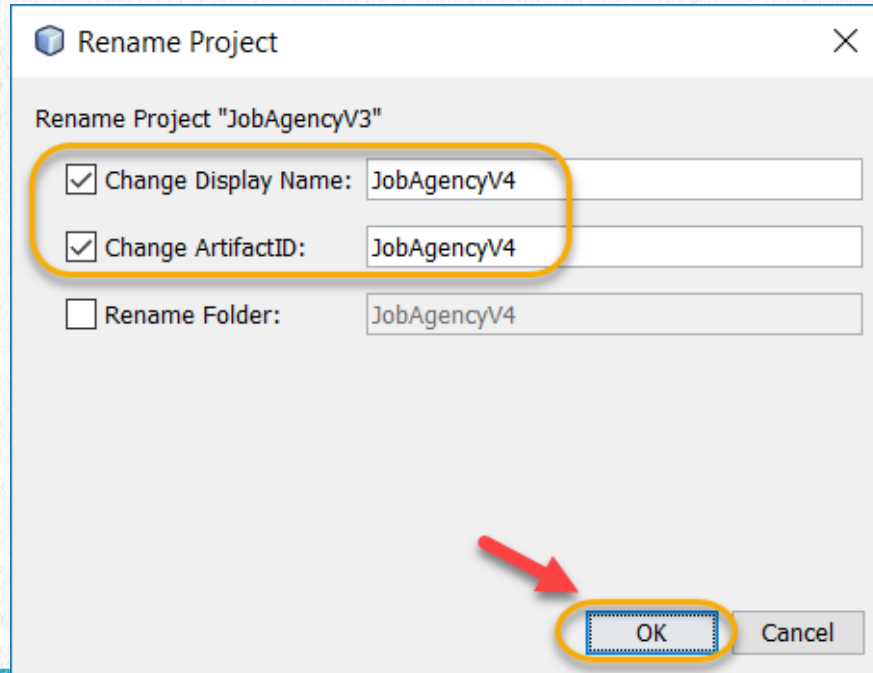 Rename Project
Rename Project "JobAgencyV3"
Change Display Name: JobAgencyV4
Change ArtifactID: JobAgencyV4
Rename Folder: JobAgencyV4
OK Cancel